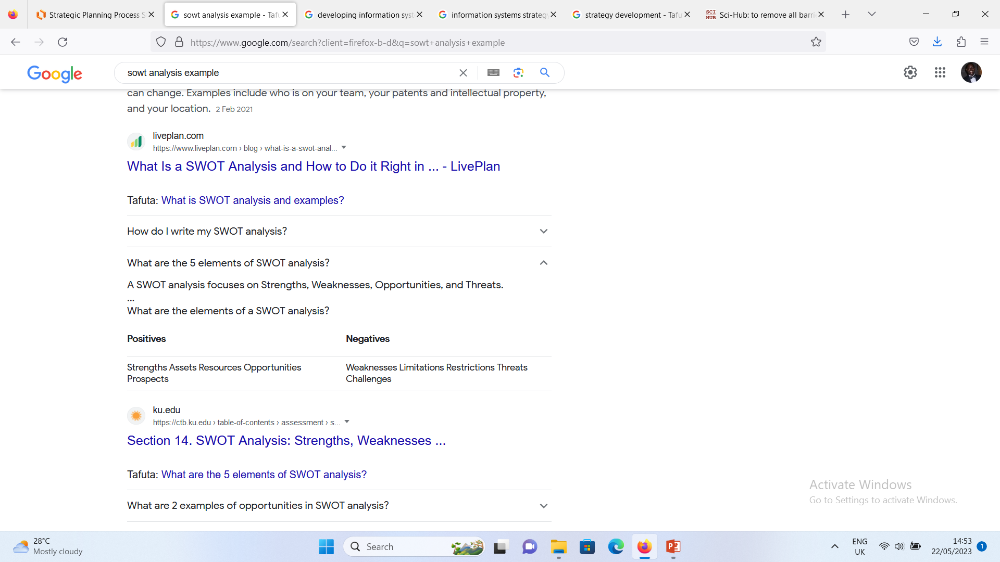 Strategic Planning Process S
sowt analysis example - Tafu
developing information syst
information systems strategy
strategy development - Tafu
SCI HUB
Sci-Hub: to remove all barri
https://www.google.com/search?client=firefox-b-d&q=sowt+analysis+example
Google
sowt analysis example
can change. Examples include who is on your team, your patents and intellectual property,
and your location. 2 Feb 2021
liveplan.com
https://www.liveplan.com › blog › what-is-a-swot-anal...
What Is a SWOT Analysis and How to Do it Right in ... - LivePlan
Tafuta: What is SWOT analysis and examples?
How do I write my SWOT analysis?
What are the 5 elements of SWOT analysis?
A SWOT analysis focuses on Strengths, Weaknesses, Opportunities, and Threats.
...
What are the elements of a SWOT analysis?
Positives
Negatives
Strengths Assets Resources Opportunities
Prospects
Weaknesses Limitations Restrictions Threats
Challenges
ku.edu
https://ctb.ku.edu › table-of-contents › assessment › s...
Section 14. SWOT Analysis: Strengths, Weaknesses ...
Tafuta: What are the 5 elements of SWOT analysis?
What are 2 examples of opportunities in SWOT analysis?
Activate Windows
Go to Settings to activate Windows.
28°C
Mostly cloudy
Search
ENG
UK
14:53
22/05/2023
1